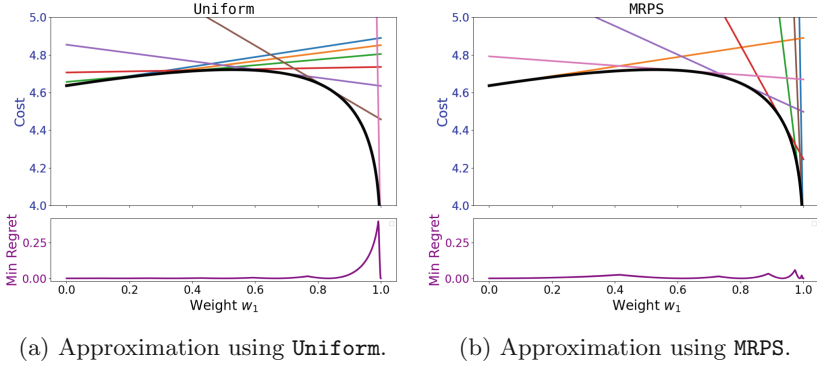 Uniform
5.0
4.8
4.6
4.4
4.2
4.0
Cost
0.25
0.00
Min Regret
0.0 0.2 0.4 0.6 0.8 1.0
Weight w₁
(a) Approximation using Uniform.
MRPS
5.0
4.8
4.6
4.4
4.2
4.0
Cost
0.25
0.00
Min Regret
0.0 0.2 0.4 0.6 0.8 1.0
Weight w₁
(b) Approximation using MRPS.